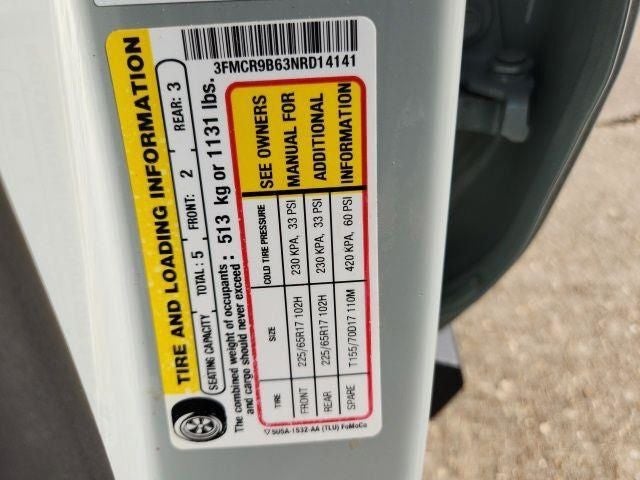 3FMCR9B63NRD14141
TIRE AND LOADING INFORMATION
SEATING CAPACITY TOTAL: 5 FRONT: 2 REAR: 3
The combined weight of occupants
and cargo should never exceed : 513 kg or 1131 lbs.
TIRE SIZE COLD TIRE PRESSURE SEE OWNERS
FRONT 225/65R17 102H 230 KPA, 33 PSI MANUAL FOR
REAR 225/65R17 102H 230 KPA, 33 PSI ADDITIONAL
SPARE T155/70D17 110M 420 KPA, 60 PSI INFORMATION
5U5A-1532-AA (TLU) FoMoCo